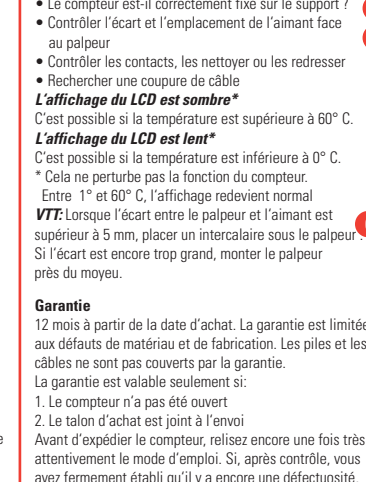 • Le compteur est-il correctement fixé sur le support ?
• Contrôler l'écart et l'emplacement de l'aimant face
au palpeur
• Contrôler les contacts, les nettoyer ou les redresser
• Rechercher une coupure de câble
L'affichage du LCD est sombre*
C'est possible si la température est supérieure à 60° C.
L'affichage du LCD est lent*
C'est possible si la température est inférieure à 0° C.
* Cela ne perturbe pas la fonction du compteur.
Entre 1° et 60° C, l'affichage redevient normal
VTT: Lorsque l'écart entre le palpeur et l'aimant est
supérieur à 5 mm, placer un intercalaire sous le palpeur .
Si l'écart est encore trop grand, monter le palpeur
près du moyeu.
Garantie
12 mois à partir de la date d'achat. La garantie est limitée
aux défauts de matériau et de fabrication. Les piles et les
câbles ne sont pas couverts par la garantie.
La garantie est valable seulement si:
1. Le compteur n'a pas été ouvert
2. Le talon d'achat est joint à l'envoi
Avant d'expédier le compteur, relisez encore une fois très
attentivement le mode d'emploi. Si, après contrôle, vous
avez fermement établi qu'il y a encore une défectuosité,
e